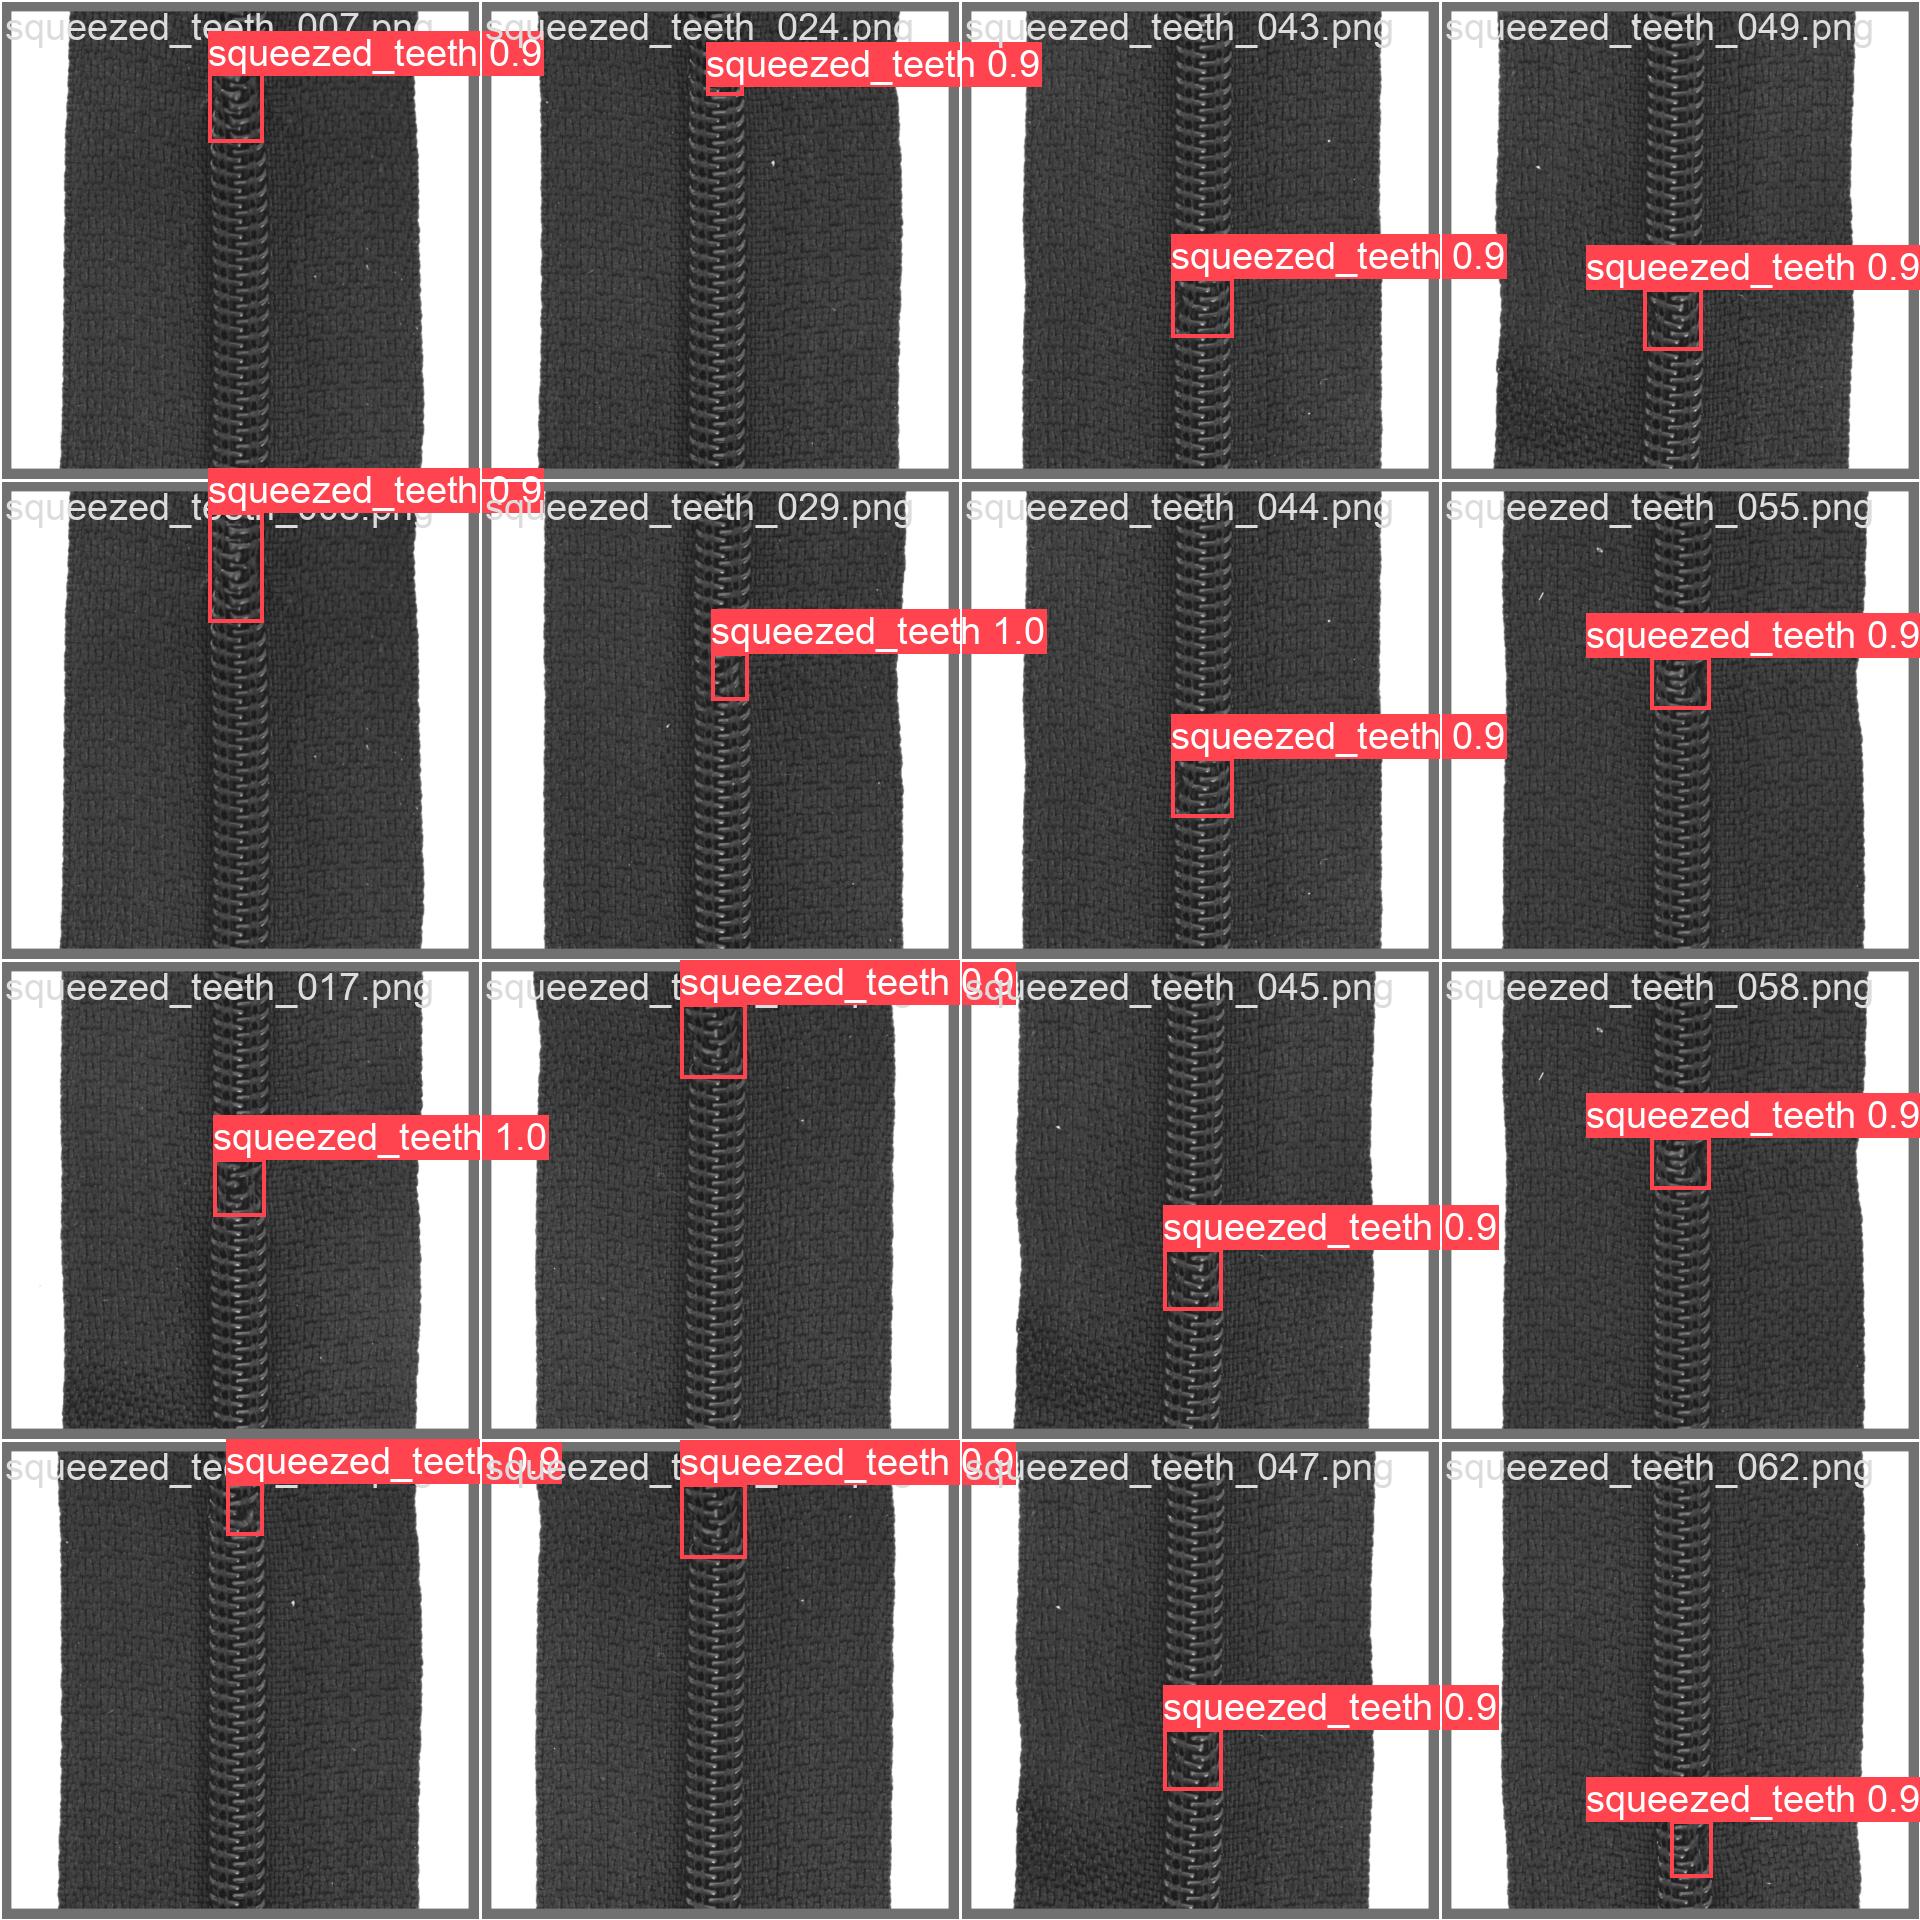 squeezed_teeth_007.png
squeezed_teeth 0.9
squeezed_teeth_024.png
squeezed_teeth 0.9
squeezed_teeth_043.png
squeezed_teeth 0.9
squeezed_teeth_049.png
squeezed_teeth 0.9
squeezed_teeth 0.9
squeezed_teeth_029.png
squeezed_teeth 1.0
squeezed_teeth_044.png
squeezed_teeth 0.9
squeezed_teeth_055.png
squeezed_teeth 0.9
squeezed_teeth_017.png
squeezed_teeth 1.0
squeezed_teeth 0.9
squeezed_teeth_045.png
squeezed_teeth 0.9
squeezed_teeth_058.png
squeezed_teeth 0.9
squeezed_teeth 0.9
squeezed_teeth 0.9
squeezed_teeth_047.png
squeezed_teeth 0.9
squeezed_teeth_062.png
squeezed_teeth 0.9